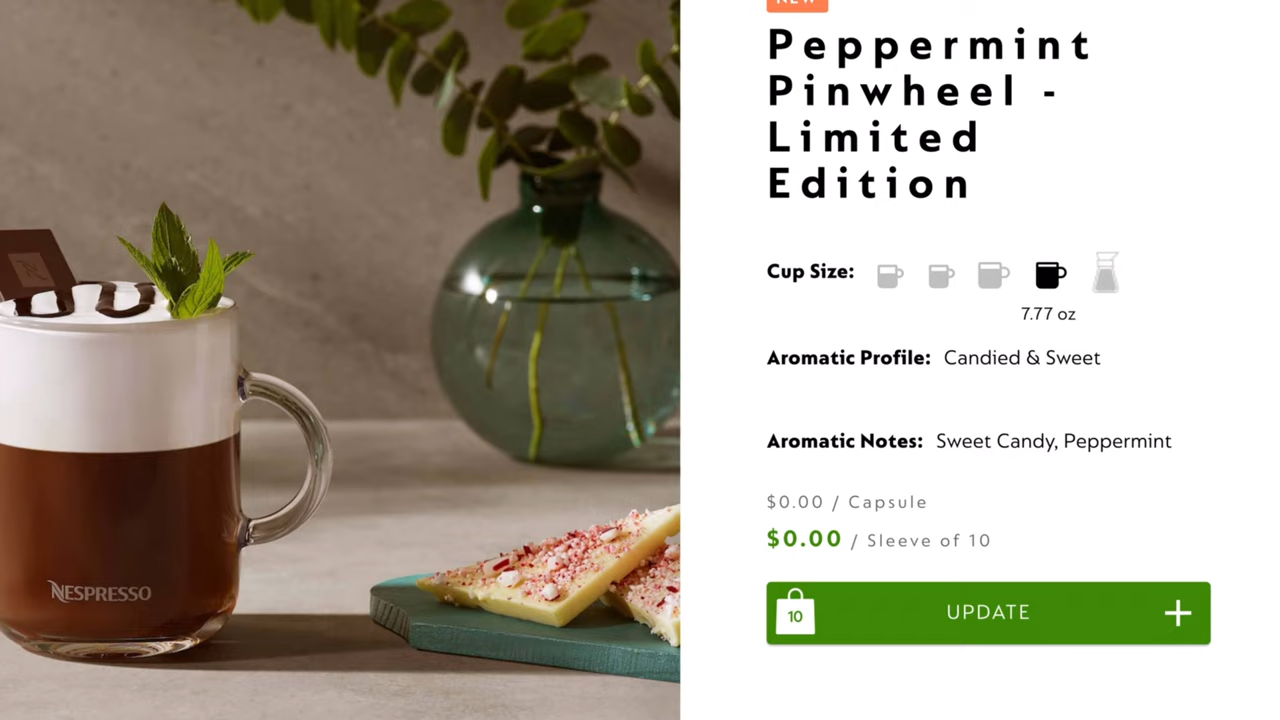 NEW
Peppermint
Pinwheel -
Limited
Edition
Cup Size:
7.77 oz
Aromatic Profile: Candied & Sweet
Aromatic Notes: Sweet Candy, Peppermint
$0.00 / Capsule
$0.00 / Sleeve of 10
10 UPDATE +
NESPRESSO